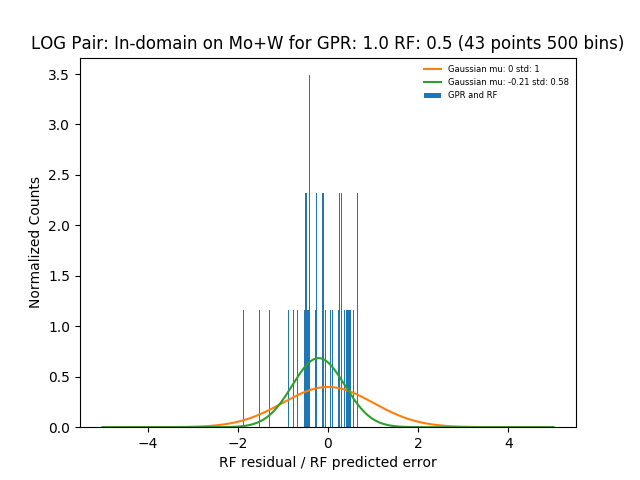 LOG Pair: In-domain on Mo+W for GPR: 1.0 RF: 0.5 (43 points 500 bins)
Gaussian mu: 0 std: 1
Gaussian mu: -0.21 std: 0.58
GPR and RF
Normalized Counts
3.5
3.0
2.5
2.0
1.5
1.0
0.5
0.0
−4 −2 0 2 4
RF residual / RF predicted error